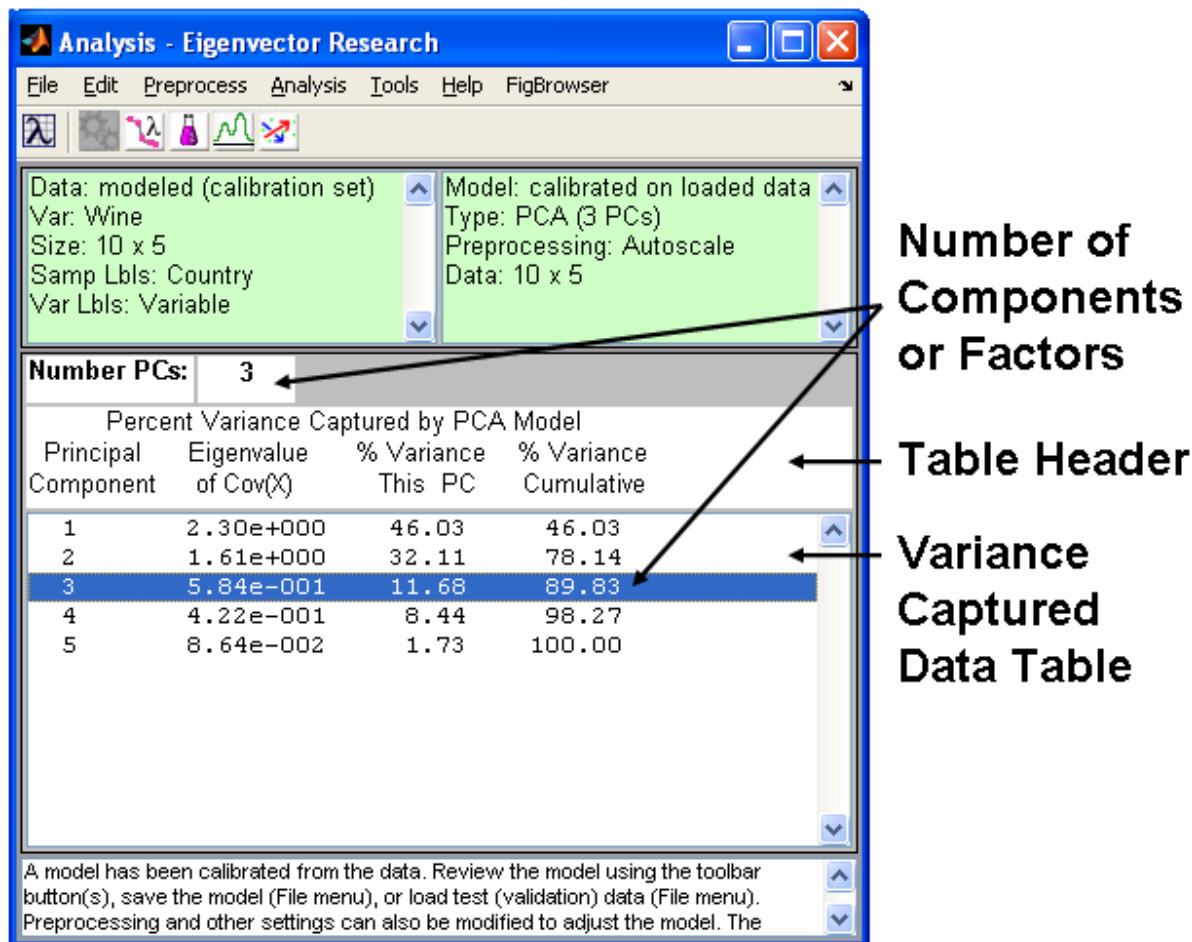 Analysis - Eigenvector Research
File Edit Preprocess Analysis Tools Help FigBrowser
Data: modeled (calibration set)
Var: Wine
Size: 10 x 5
Samp Lbls: Country
Var Lbls: Variable
Model: calibrated on loaded data
Type: PCA (3 PCs)
Preprocessing: Autoscale
Data: 10 x 5
Number PCs: 3
Percent Variance Captured by PCA Model
Principal Eigenvalue % Variance % Variance
Component of Cov(X) This PC Cumulative
1 2.30e+000 46.03 46.03
2 1.61e+000 32.11 78.14
3 5.84e-001 11.68 89.83
4 4.22e-001 8.44 98.27
5 8.64e-002 1.73 100.00
A model has been calibrated from the data. Review the model using the toolbar
button(s), save the model (File menu), or load test (validation) data (File menu).
Preprocessing and other settings can also be modified to adjust the model. The
Number of
Components
or Factors
Table Header
Variance
Captured
Data Table